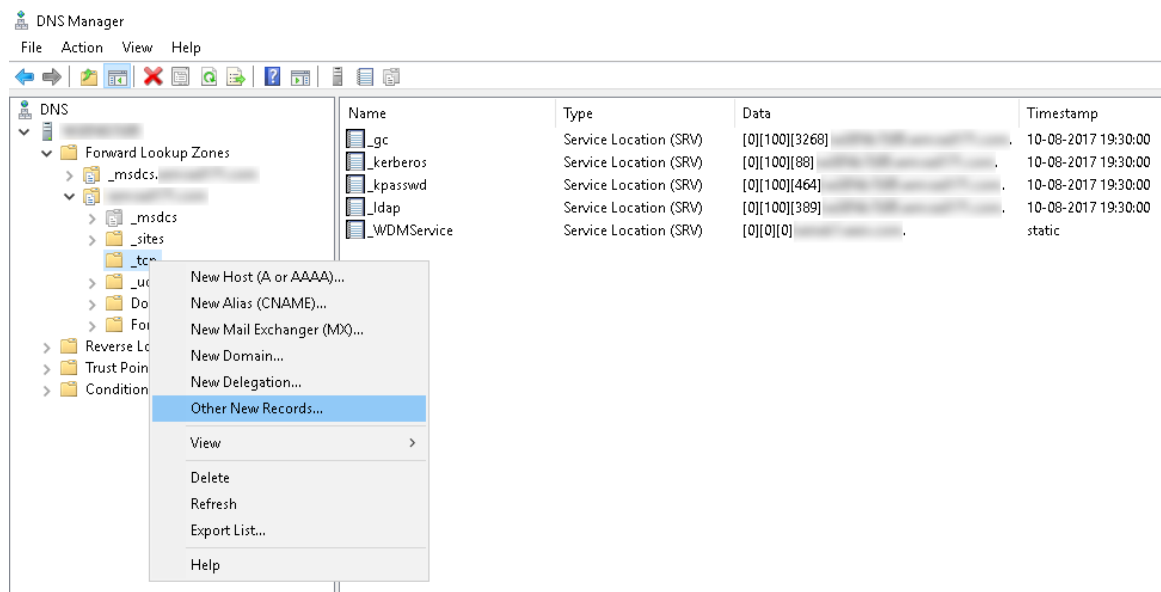 DNS Manager
File Action View Help
DNS
Forward Lookup Zones
_msdcs.
_msdcs
_sites
_tcp
Name Type Data Timestamp
_gc Service Location (SRV) [0][100][3268] . 10-08-2017 19:30:00
_kerberos Service Location (SRV) [0][100][88] . 10-08-2017 19:30:00
_kpasswd Service Location (SRV) [0][100][464] . 10-08-2017 19:30:00
_ldap Service Location (SRV) [0][100][389] . 10-08-2017 19:30:00
_WDMService Service Location (SRV) [0][0][0] . static
Do
For
Reverse Lo
Trust Poin
Condition
New Host (A or AAAA)...
New Alias (CNAME)...
New Mail Exchanger (MX)...
New Domain...
New Delegation...
Other New Records...
View
Delete
Refresh
Export List...
Help